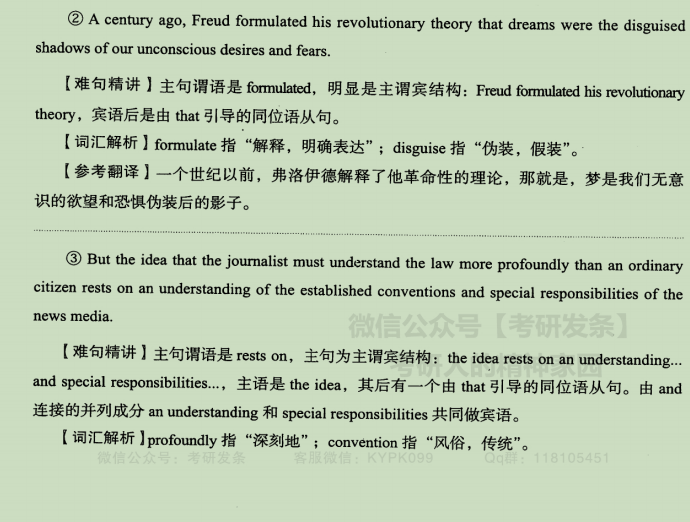 ② A century ago, Freud formulated his revolutionary theory that dreams were the disguised
shadows of our unconscious desires and fears.
【难句精讲】主句谓语是 formulated，明显是主谓宾结构：Freud formulated his revolutionary
theory，宾语后是由 that 引导的同位语从句。
【词汇解析】formulate 指“解释，明确表达”；disguise 指“伪装，假装”。
【参考翻译】一个世纪以前，弗洛伊德解释了他革命性的理论，那就是，梦是我们无意
识的欲望和恐惧伪装后的影子。
③ But the idea that the journalist must understand the law more profoundly than an ordinary
citizen rests on an understanding of the established conventions and special responsibilities of the
news media.
微信公众号【考研发条】
【难句精讲】主句谓语是 rests on，主句为主谓宾结构：the idea rests on an understanding...
考研人的精神家园
and special responsibilities...，主语是 the idea，其后有一个由 that 引导的同位语从句。由 and
连接的并列成分 an understanding 和 special responsibilities 共同做宾语。
【词汇解析】profoundly 指“深刻地”；convention 指“风俗，传统”。
微信公众号：考研发条 客服微信：KYPK099 Qq群：118105451